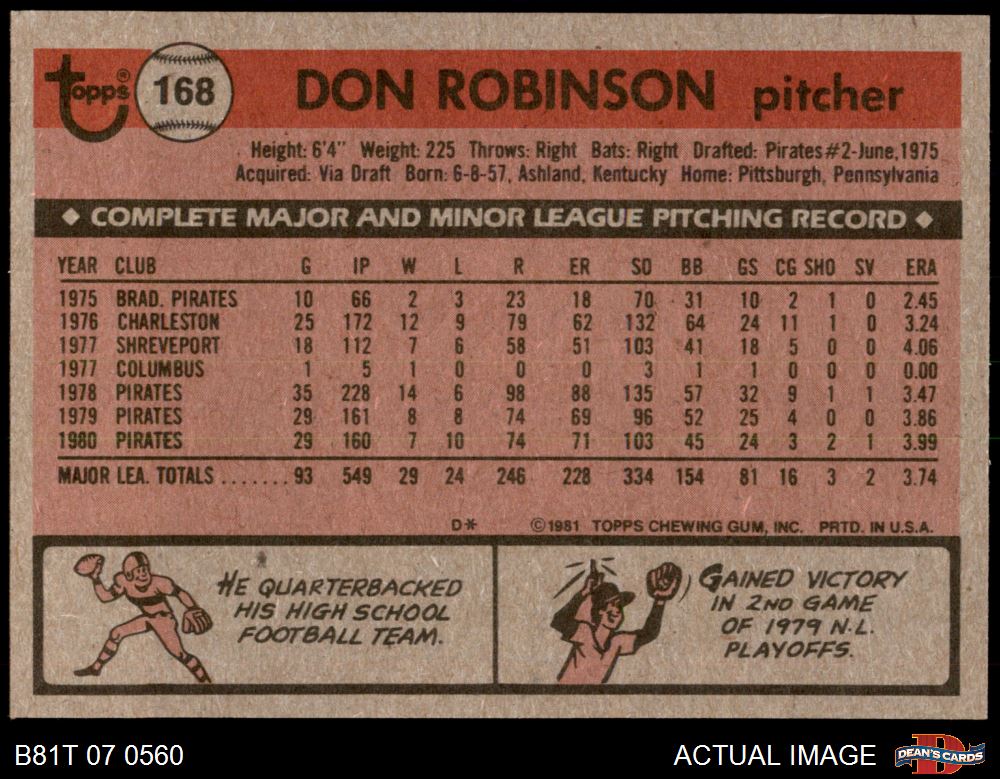 Topps® 168 DON ROBINSON pitcher
Height: 6'4" Weight: 225 Throws: Right Bats: Right Drafted: Pirates #2-June, 1975
Acquired: Via Draft Born: 6-8-57, Ashland, Kentucky Home: Pittsburgh, Pennsylvania
◆ COMPLETE MAJOR AND MINOR LEAGUE PITCHING RECORD ◆
YEAR CLUB G IP W L R ER SO BB GS CG SHO SV ERA
1975 BRAD. PIRATES 10 66 2 3 23 18 70 31 10 2 1 0 2.45
1976 CHARLESTON 25 172 12 9 79 62 132 64 24 11 1 0 3.24
1977 SHREVEPORT 18 112 7 6 58 51 103 41 18 5 0 0 4.06
1977 COLUMBUS 1 5 1 0 0 0 3 1 1 0 0 0 0.00
1978 PIRATES 35 228 14 6 98 88 135 57 32 9 1 1 3.47
1979 PIRATES 29 161 8 8 74 69 96 52 25 4 0 0 3.86
1980 PIRATES 29 160 7 10 74 71 103 45 24 3 2 1 3.99
MAJOR LEA. TOTALS ....... 93 549 29 24 246 228 334 154 81 16 3 2 3.74
D* ©1981 TOPPS CHEWING GUM, INC. PRTD. IN U.S.A.
HE QUARTERBACKED
HIS HIGH SCHOOL
FOOTBALL TEAM.
GAINED VICTORY
IN 2ND GAME
OF 1979 N.L.
PLAYOFFS.
B81T 07 0560 ACTUAL IMAGE DEAN'S CARDS